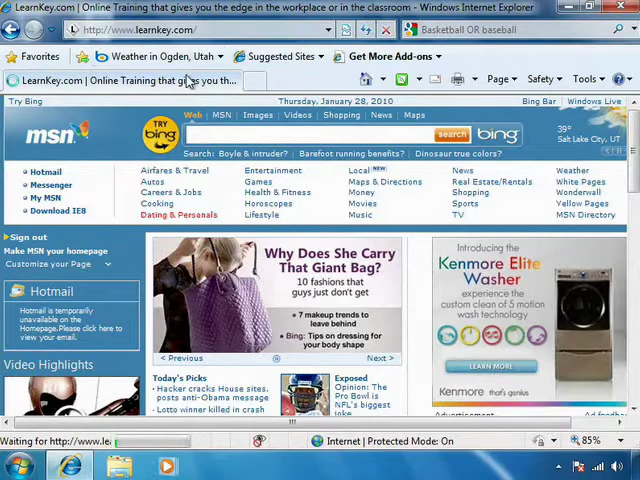 LearnKey.com | Online Training that gives you the edge in the workplace or in the classroom - Windows Internet Explorer
http://www.learnkey.com/
Basketball OR baseball
Favorites
Weather in Ogden, Utah
Suggested Sites
Get More Add-ons
LearnKey.com | Online Training that gives you th...
Page
Safety
Tools
Try Bing
Thursday, January 28, 2010
Bing Bar
Windows Live
msn
TRY bing
Web | MSN | Images | Videos | Shopping | News | Maps
search
bing
39°
Salt Lake City, UT
Search: Boyle & intruder? | Barefoot running benefits? | Dinosaur true colors?
Hotmail
Messenger
My MSN
Download IE8
Airfares & Travel
Autos
Careers & Jobs
Cooking
Dating & Personals
Entertainment
Games
Health & Fitness
Horoscopes
Lifestyle
Local NEW
Maps & Directions
Money
Movies
Music
News
Real Estate/Rentals
Shopping
Sports
TV
Weather
White Pages
Wonderwall
Yellow Pages
MSN Directory
Sign out
Make MSN your homepage
Customize your Page
Hotmail
Hotmail is temporarily
unavailable on the
Homepage.Please click here to
view your email.
Video Highlights
Why Does She Carry
That Giant Bag?
10 fashions that
guys just don't get
• 7 makeup trends to
leave behind
• Bing: Tips on dressing for
your body shape
< Previous
Next >
Introducing the
Kenmore Elite
Washer
experience the
custom clean of 5 motion
wash technology
LEARN MORE
Kenmore that's genius
Advertisement
Ad feedba
Today's Picks
• Hacker cracks House sites,
posts anti-Obama message
• Lotto winner killed in crash
Exposed
Opinion: The
Pro Bowl is
NFL's biggest
joke
Waiting for http://www.lea
Internet | Protected Mode: On
85%